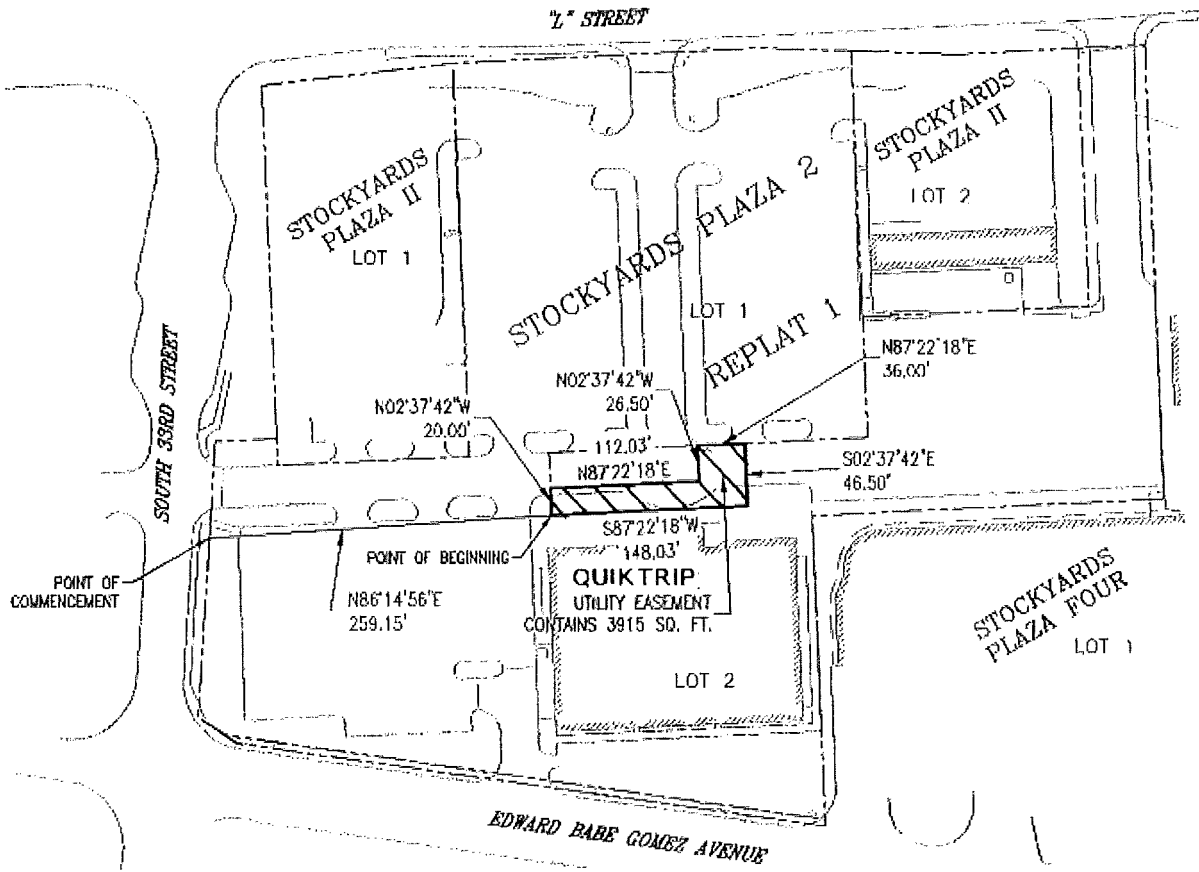 "L" STREET
STOCKYARDS
PLAZA II
LOT 1
STOCKYARDS PLAZA 2
LOT 1
REPLAT 1
STOCKYARDS
PLAZA II
LOT 2
SOUTH 33RD STREET
N02°37'42"W
20.00'
N02°37'42"W
26.50'
N87°22'18"E
36.00'
112.03'
N87°22'18"E
S02°37'42"E
46.50'
S87°22'18"W
148.03'
POINT OF BEGINNING
POINT OF
COMMENCEMENT
N86°14'56"E
259.15'
QUIKTRIP
UTILITY EASEMENT
CONTAINS 3915 SQ. FT.
LOT 2
STOCKYARDS
PLAZA FOUR
LOT 1
EDWARD BABE GOMEZ AVENUE